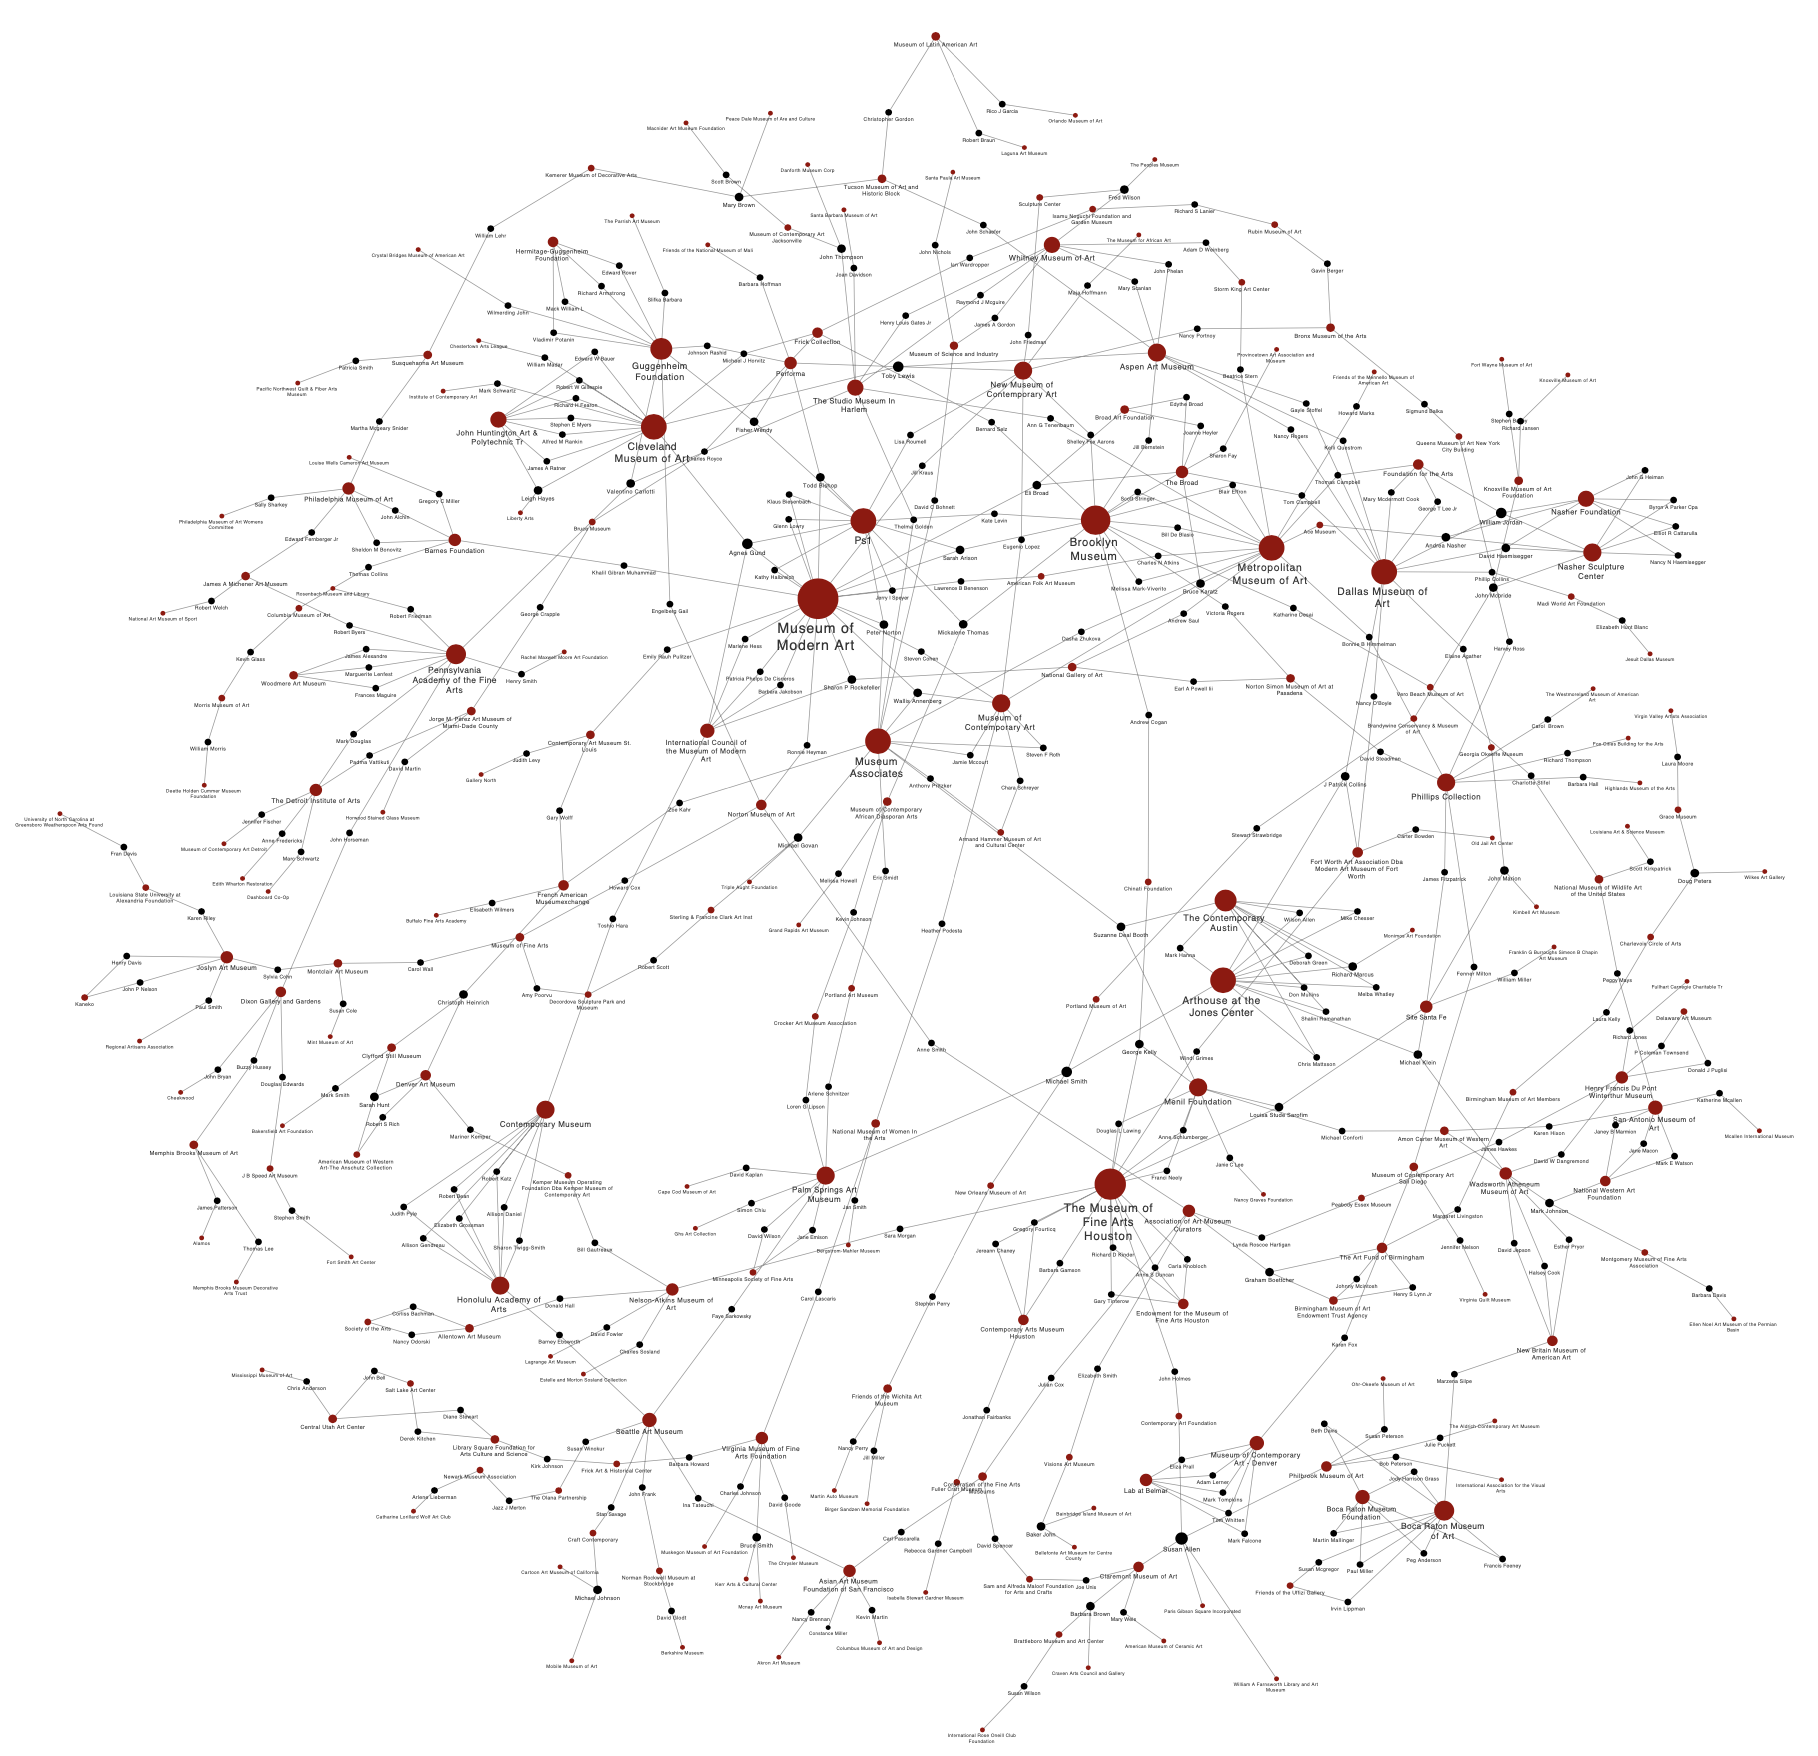 Museum of Latin American Art
Rico J Garcia
Christopher Gordon
Orlando Museum of Art
Peace Dale Museum of Are and Culture
Macnider Art Museum Foundation
Robert Braun
Laguna Art Museum
The Peoples Museum
Danforth Museum Corp
Santa Paula Art Museum
Kemerer Museum of Decorative Arts
Scott Brown
Tucson Museum of Art and
Historic Block
Mary Brown
Fred Wilson
Sculpture Center
Richard S Lanier
Isamu Noguchi Foundation and
Garden Museum
The Parrish Art Museum
Santa Barbara Museum of Art
William Lehr
Museum of Contemporary Art
Jacksonville
John Schaefer
Rubin Museum of Art
Crystal Bridges Museum of American Art
Hermitage-Guggenheim
Foundation
Friends of the National Museum of Mali
John Thompson
John Nichols
The Museum for African Art
Adam D Weinberg
Whitney Museum of Art
Ian Wardropper
Edward Rover
Joan Davidson
John Phelan
Gavin Berger
Barbara Hoffman
Mary Scanlan
Maja Hoffmann
Storm King Art Center
Richard Armstrong
Slifka Barbara
Raymond J Mcguire
Mack William L
Wilmerding John
James A Gordon
Henry Louis Gates Jr
Vladimir Potanin
Nancy Portnoy
Bronx Museum of the Arts
Chestertown Arts League
Edward W Bauer
Johnson Rashid
Michael J Horvitz
Frick Collection
Museum of Science and Industry
John Friedman
Patricia Smith
Susquehanna Art Museum
William Mader
Guggenheim
Foundation
Performa
Toby Lewis
Aspen Art Museum
Provincetown Art Association and
Museum
Beatrice Stern
Fort Wayne Museum of Art
Knoxville Museum of Art
Friends of the Mennello Museum of
American Art
Pacific Northwest Quilt & Fiber Arts
Museum
Mark Schwartz
Institute of Contemporary Art
Robert W Gillespie
New Museum of
Contemporary Art
The Studio Museum In
Harlem
Richard H Fearon
Edythe Broad
Broad Art Foundation
Gayle Stoffel
Howard Marks
Sigmund Balka
Martha Mcgeary Snider
John Huntington Art &
Polytechnic Tr
Stephen E Myers
Alfred M Rankin
Cleveland
Museum of Art
Fisher Wendy
Bernard Selz
Ann G Tenenbaum
Joanne Heyler
Nancy Rogers
Richard Jansen
Shelley Fox Aarons
Jill Bernstein
Kelli Questrom
Queens Museum of Art New York
City Building
Lisa Roumell
Sharon Fay
Louise Wells Cameron Art Museum
James A Ratner
Charles Royce
Jill Kraus
The Broad
Thomas Campbell
Foundation for the Arts
John G Heiman
Philadelphia Museum of Art
Gregory C Miller
Leigh Hayes
Valentino Carlotti
Todd Bishop
Eli Broad
Scott Stringer
Blair Effron
Tom Campbell
Mary Mcdermott Cook
Knoxville Museum of Art
Foundation
Sally Sharkey
Klaus Biesenbach
David C Bohnett
George T Lee Jr
Nasher Foundation
Byron A Parker Cpa
Philadelphia Museum of Art Womens
Committee
John Alchin
Liberty Arts
Bruce Museum
Glenn Lowry
Ps1
Thelma Golden
Kate Levin
Brooklyn
Museum
Bill De Blasio
Ace Museum
William Jordan
Elliot R Cattarulla
Edward Fernberger Jr
Sheldon M Bonovitz
Barnes Foundation
Agnes Gund
Eugenio Lopez
Sarah Arison
Charles N Atkins
Metropolitan
Museum of Art
Andrea Nasher
David Haemisegger
Nancy N Haemisegger
Nasher Sculpture
Center
Thomas Collins
Khalil Gibran Muhammad
Kathy Halbreich
Lawrence B Benenson
American Folk Art Museum
Melissa Mark-Viverito
Bruce Karatz
Dallas Museum of
Art
Phillip Collins
John Mcbride
James A Michener Art Museum
Rosenbach Museum and Library
Jerry I Speyer
Madi World Art Foundation
Robert Welch
National Art Museum of Sport
Columbia Museum of Art
Robert Friedman
George Crapple
Engelberg Gail
Museum of
Modern Art
Peter Norton
Mickalene Thomas
Andrew Saul
Victoria Rogers
Katharine Desai
Elizabeth Hunt Blanc
Robert Byers
Dasha Zhukova
Bonnie B Himmelman
Kevin Glass
James Alexandre
Emily Rauh Pulitzer
Marlene Hess
Steven Cohen
Elaine Agather
Harvey Ross
Jesuit Dallas Museum
Rachel Maxwell Moore Art Foundation
Marguerite Lenfest
Woodmere Art Museum
Pennsylvania
Academy of the Fine
Arts
Henry Smith
Patricia Phelps De Cisneros
Barbara Jakobson
Sharon P Rockefeller
National Gallery of Art
Earl A Powell Iii
Norton Simon Museum of Art at
Pasadena
Vero Beach Museum of Art
The Westmoreland Museum of American
Art
Frances Maguire
Wallis Annenberg
Nancy O'Boyle
Morris Museum of Art
Jorge M. Perez Art Museum of
Miami-Dade County
Museum of
Contemporary Art
Andrew Cogan
Brandywine Conservancy & Museum
of Art
Carol Brown
Virgin Valley Artists Association
William Morris
Mark Douglas
Padma Vattikuti
Contemporary Art Museum St.
Louis
International Council of
the Museum of Modern
Art
Ronnie Heyman
Museum
Associates
Jamie Mccourt
Steven F Roth
David Steadman
Georgia Okeeffe Museum
Fox-Oitles Building for the Arts
Richard Thompson
Laura Moore
Judith Levy
David Martin
Gallery North
Anthony Pritzker
Chara Schreyer
J Patrick Collins
Phillips Collection
Charlotte Stifel
Barbara Hall
Highlands Museum of the Arts
Deatie Holden Cummer Museum
Foundation
The Detroit Institute of Arts
Horwood Stained Glass Museum
Zoe Kahr
Norton Museum of Art
Museum of Contemporary
African Diasporan Arts
Gary Wolff
Grace Museum
University of North Carolina at
Greensboro Weatherspoon Arts Found
Jennifer Fischer
Anne Fredericks
John Horseman
Michael Govan
Armand Hammer Museum of Art
and Cultural Center
Stewart Strawbridge
Carter Bowden
Old Jail Art Center
Louisiana Art & Science Museum
Fran Davis
Museum of Contemporary Art Detroit
Marc Schwartz
Fort Worth Art Association Dba
Modern Art Museum of Fort
Worth
Scott Kirkpatrick
Louisiana State University at
Alexandria Foundation
Edith Wharton Restoration
Dashboard Co-Op
French American
Museumexchange
Howard Cox
Triple Aught Foundation
Melissa Howell
Eric Smidt
Chinati Foundation
James Fitzpatrick
John Marion
National Museum of Wildlife Art
of the United States
Doug Peters
Wilkes Art Gallery
Karen Riley
Buffalo Fine Arts Academy
Elisabeth Wilmers
Toshio Hara
Sterling & Francine Clark Art Inst
Kevin Johnson
Grand Rapids Art Museum
Heather Podesta
Suzanne Deal Booth
The Contemporary
Austin
Wilson Allen
Mike Chesser
Kimbell Art Museum
Monimos Art Foundation
Charlevoix Circle of Arts
Henry Davis
Joslyn Art Museum
Museum of Fine Arts
Mark Hanna
Deborah Green
Richard Marcus
Franklin G Burroughs Simeon B Chapin
Art Museum
Sylvia Cohn
Montclair Art Museum
Carol Wall
Robert Scott
Fenner Milton
William Miller
Peggy Mays
John P Nelson
Kaneko
Dixon Gallery and Gardens
Christoph Heinrich
Amy Poorvu
Decordova Sculpture Park and
Museum
Portland Art Museum
Portland Museum of Art
Arthouse at the
Jones Center
Don Mullins
Melba Whatley
Fullhart Carnegie Charitable Tr
Paul Smith
Susan Cole
Crocker Art Museum Association
Shalini Ramanathan
Site Santa Fe
Laura Kelly
Delaware Art Museum
Regional Artisans Association
Mint Museum of Art
Clyfford Still Museum
Anne Smith
George Kelly
Windi Grimes
Chris Mattsson
Michael Klein
Richard Jones
P Coleman Townsend
Buzzy Hussey
John Bryan
Douglas Edwards
Denver Art Museum
Michael Smith
Donald J Puglisi
Henry Francis Du Pont
Winterthur Museum
Cheekwood
Mark Smith
Sarah Hunt
Arlene Schnitzer
Loren G Lipson
Menil Foundation
Louisa Stude Sarofim
Birmingham Museum of Art Members
Katherine Mcallen
Bakersfield Art Foundation
Robert S Rich
Contemporary Museum
National Museum of Women In
the Arts
Douglas L Lawing
Anne Schlumberger
Michael Conforti
Amon Carter Museum of Western
Art
Karen Hixon
San Antonio Museum of
Art
Janey B Marmion
Mcallen International Museum
Memphis Brooks Museum of Art
Mariner Kemper
James Hawkes
Jane Macon
American Museum of Western
Art-The Anschutz Collection
Janie C Lee
David W Dangremond
Mark E Watson
J B Speed Art Museum
Kemper Museum Operating
Foundation Dba Kemper Museum of
Contemporary Art
Robert Katz
Robert Dean
David Kaplan
Cape Cod Museum of Art
Palm Springs Art
Museum
New Orleans Museum of Art
Franci Neely
Museum of Contemporary Art
San Diego
Wadsworth Atheneum
Museum of Art
National Western Art
Foundation
James Patterson
Stephen Smith
Judith Pyle
Allison Daniel
Elizabeth Grossman
Simon Chiu
Jan Smith
The Museum of
Fine Arts
Houston
Nancy Graves Foundation
Peabody Essex Museum
Margaret Livingston
Mark Johnson
Alamos
Thomas Lee
Allison Gendreau
Sharon Twigg-Smith
Bill Gautreaux
Ghs Art Collection
David Wilson
Jane Emison
Sara Morgan
Gregory Fourticq
Association of Art Museum
Curators
Lynda Roscoe Hartigan
Jennifer Nelson
David Jepson
Esther Pryor
Memphis Brooks Museum Decorative
Arts Trust
Fort Smith Art Center
Bergstrom-Mahler Museum
Jereann Chaney
Barbara Gamson
Richard D Kinder
Carla Knobloch
The Art Fund of Birmingham
Montgomery Museum of Fine Arts
Association
Minneapolis Society of Fine Arts
Anne S Duncan
Graham Boettcher
Johnny Mcintosh
Halsey Cook
Honolulu Academy of
Arts
Donald Hall
Nelson-Atkins Museum of
Art
Carol Lascaris
Stephen Perry
Gary Tinterow
Endowment for the Museum of
Fine Arts Houston
Henry S Lynn Jr
Birmingham Museum of Art
Endowment Trust Agency
Virginia Quilt Museum
Barbara Davis
Corliss Bachman
Society of the Arts
Faye Sarkowsky
Contemporary Arts Museum
Houston
Ellen Noel Art Museum of the Permian
Basin
Nancy Odorski
Allentown Art Museum
Barney Ebsworth
David Fowler
Karen Fox
New Britain Museum of
American Art
Lagrange Art Museum
Charles Sosland
Mississippi Museum of Art
Chris Anderson
John Bell
Estelle and Morton Sosland Collection
Elizabeth Smith
John Holmes
Marzena Silpe
Salt Lake Art Center
Julian Cox
Ohr-Okeefe Museum of Art
Central Utah Art Center
Diane Stewart
Friends of the Wichita Art
Museum
Jonathan Fairbanks
Contemporary Art Foundation
Beth Davis
Susan Peterson
The Aldrich Contemporary Art Museum
Derek Kitchen
Library Square Foundation for
Arts Culture and Science
Susan Winokur
Seattle Art Museum
Virginia Museum of Fine
Arts Foundation
Nancy Perry
Jill Miller
Visions Art Museum
Eliza Prall
Museum of Contemporary
Art - Denver
Julie Puckett
Bob Peterson
Kirk Johnson
Frick Art & Historical Center
Barbara Howard
Philbrook Museum of Art
Jody Harrison Grass
Newark Museum Association
Fuller Craft Museum
Corporation of the Fine Arts
Museums
Lab at Belmar
Adam Lerner
International Association for the Visual
Arts
Arlene Lieberman
Jazz J Merton
The Olana Partnership
John Frank
Ina Tateuchi
Charles Johnson
David Goode
Martin Auto Museum
Birger Sandzen Memorial Foundation
Mark Tompkins
Boca Raton Museum
Foundation
Catharine Lorillard Wolf Art Club
Stan Savage
Bainbridge Island Museum of Art
Tami Whitten
Boca Raton Museum
of Art
Craft Contemporary
Bruce Smith
Cari Pascarella
Rebecca Gardner Campbell
David Spencer
Baker John
Susan Allen
Mark Falcone
Martin Mallinger
Muskegon Museum of Art Foundation
The Chrysler Museum
Bellefonte Art Museum for Centre
County
Peg Anderson
Francis Feeney
Cartoon Art Museum of California
Norman Rockwell Museum at
Stockbridge
Kerr Arts & Cultural Center
Asian Art Museum
Foundation of San Francisco
Claremont Museum of Art
Susan Mcgregor
Paul Miller
Michael Johnson
Mcnay Art Museum
Isabella Stewart Gardner Museum
Sam and Alfreda Maloof Foundation
for Arts and Crafts
Joe Unis
Friends of the Uffizi Gallery
David Glodt
Nancy Brennan
Kevin Martin
Barbara Brown
Mary Weis
Paris Gibson Square Incorporated
Irvin Lippman
Constance Miller
Berkshire Museum
Columbus Museum of Art and Design
Brattleboro Museum and Art Center
American Museum of Ceramic Art
Mobile Museum of Art
Akron Art Museum
Craven Arts Council and Gallery
Susan Wilson
William A Farnsworth Library and Art
Museum
International Rose Oneill Club
Foundation